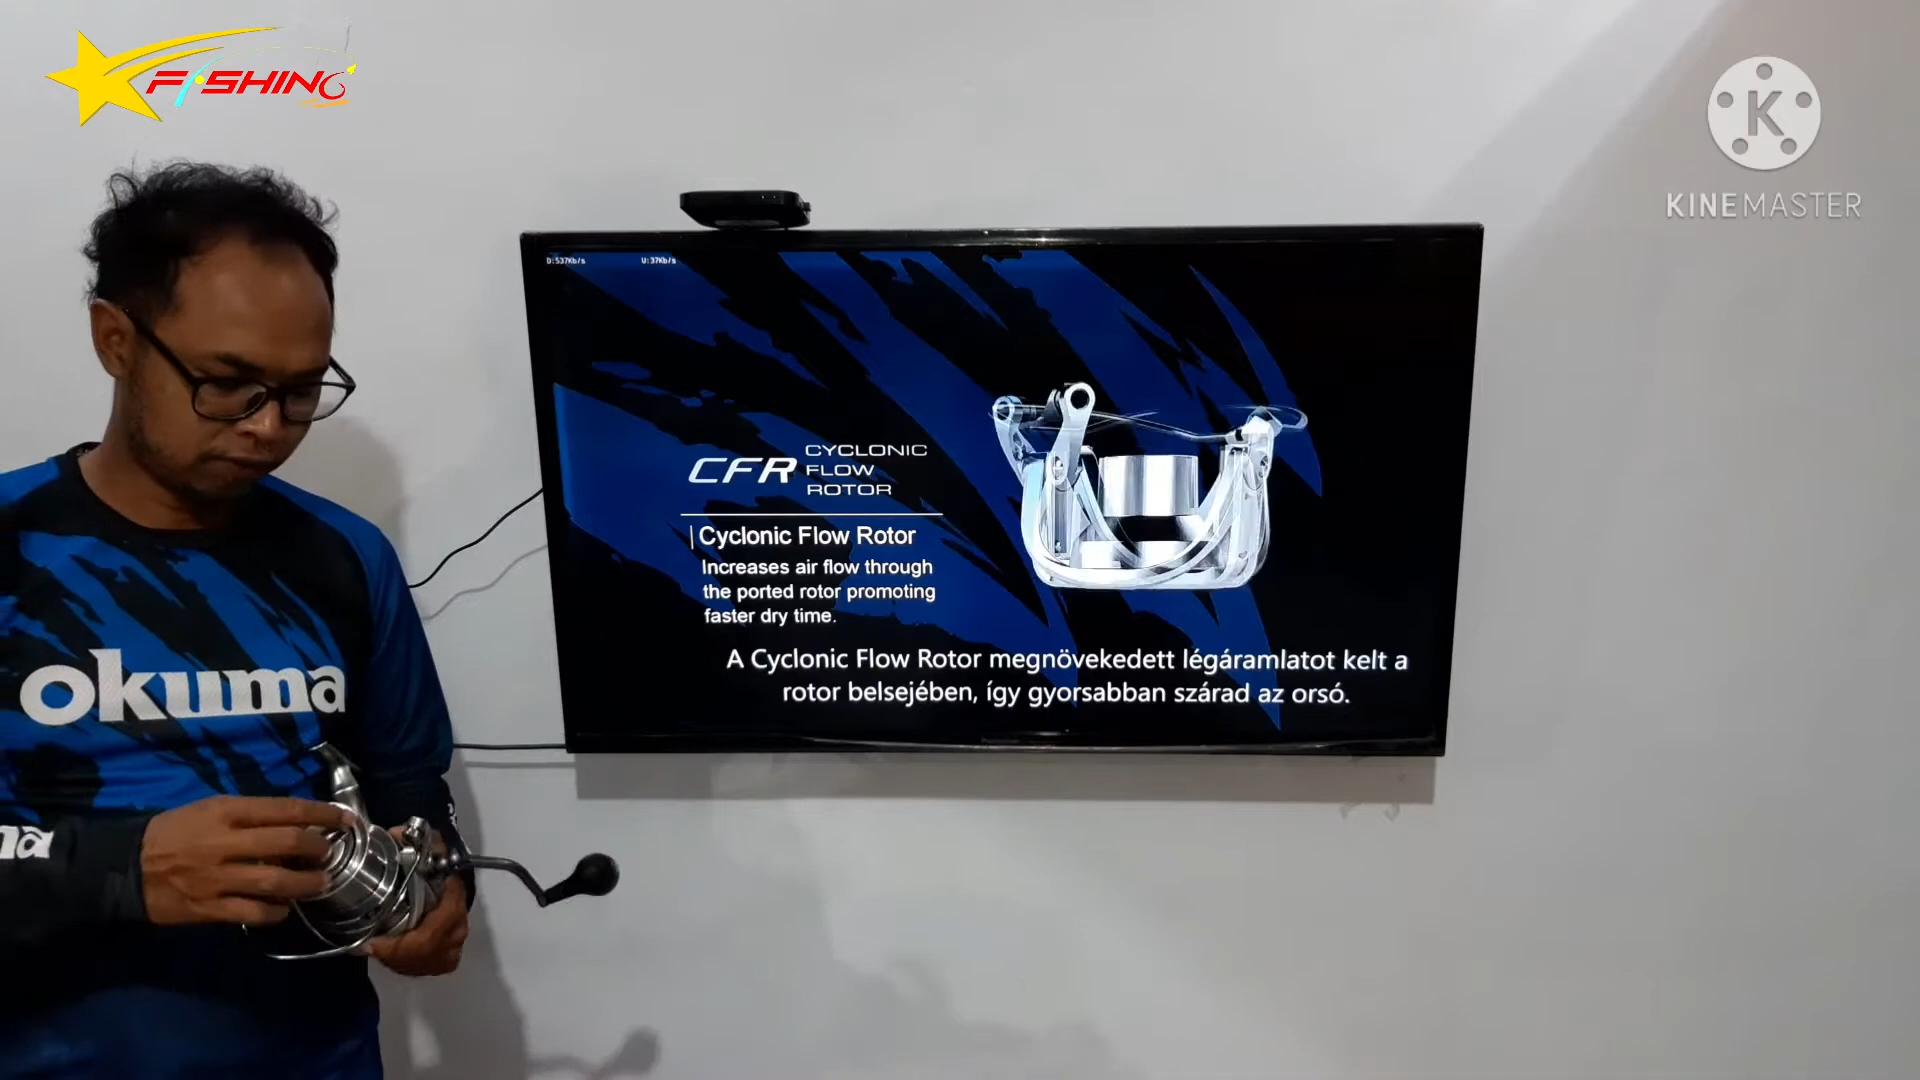 FISHING
K
KINEMASTER
D:537Kb/s U:37Kb/s
CFR CYCLONIC
FLOW
ROTOR
Cyclonic Flow Rotor
Increases air flow through
the ported rotor promoting
faster dry time.
A Cyclonic Flow Rotor megnövekedett légáramlatot kelt a
rotor belsejében, így gyorsabban szárad az orsó.
okuma
ma